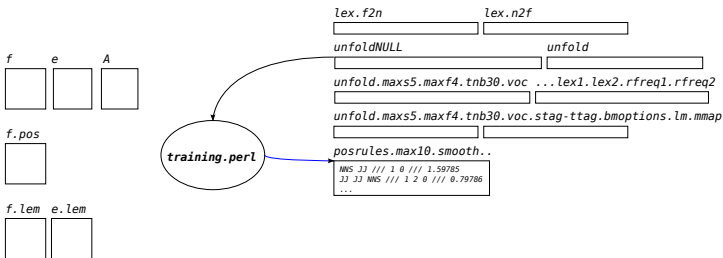 lex.f2n lex.n2f
unfoldNULL unfold
f e A
unfold.maxs5.maxf4.tnb30.voc ...lex1.lex2.rfreq1.rfreq2
unfold.maxs5.maxf4.tnb30.voc.stag-ttag.bmoptions.lm.mmap
f.pos
training.perl
posrules.max10.smooth..
NNS JJ /// 1 0 /// 1.59785
JJ JJ NNS /// 1 2 0 /// 0.79786
...
f.lem e.lem